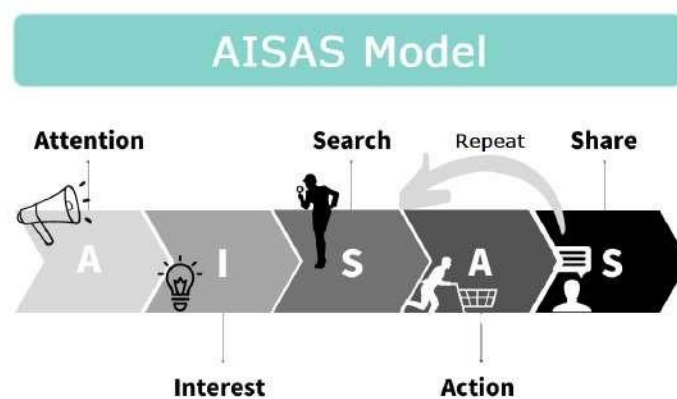 AISAS Model
Attention
Search
Repeat
Share
A
I
S
A
S
Interest
Action